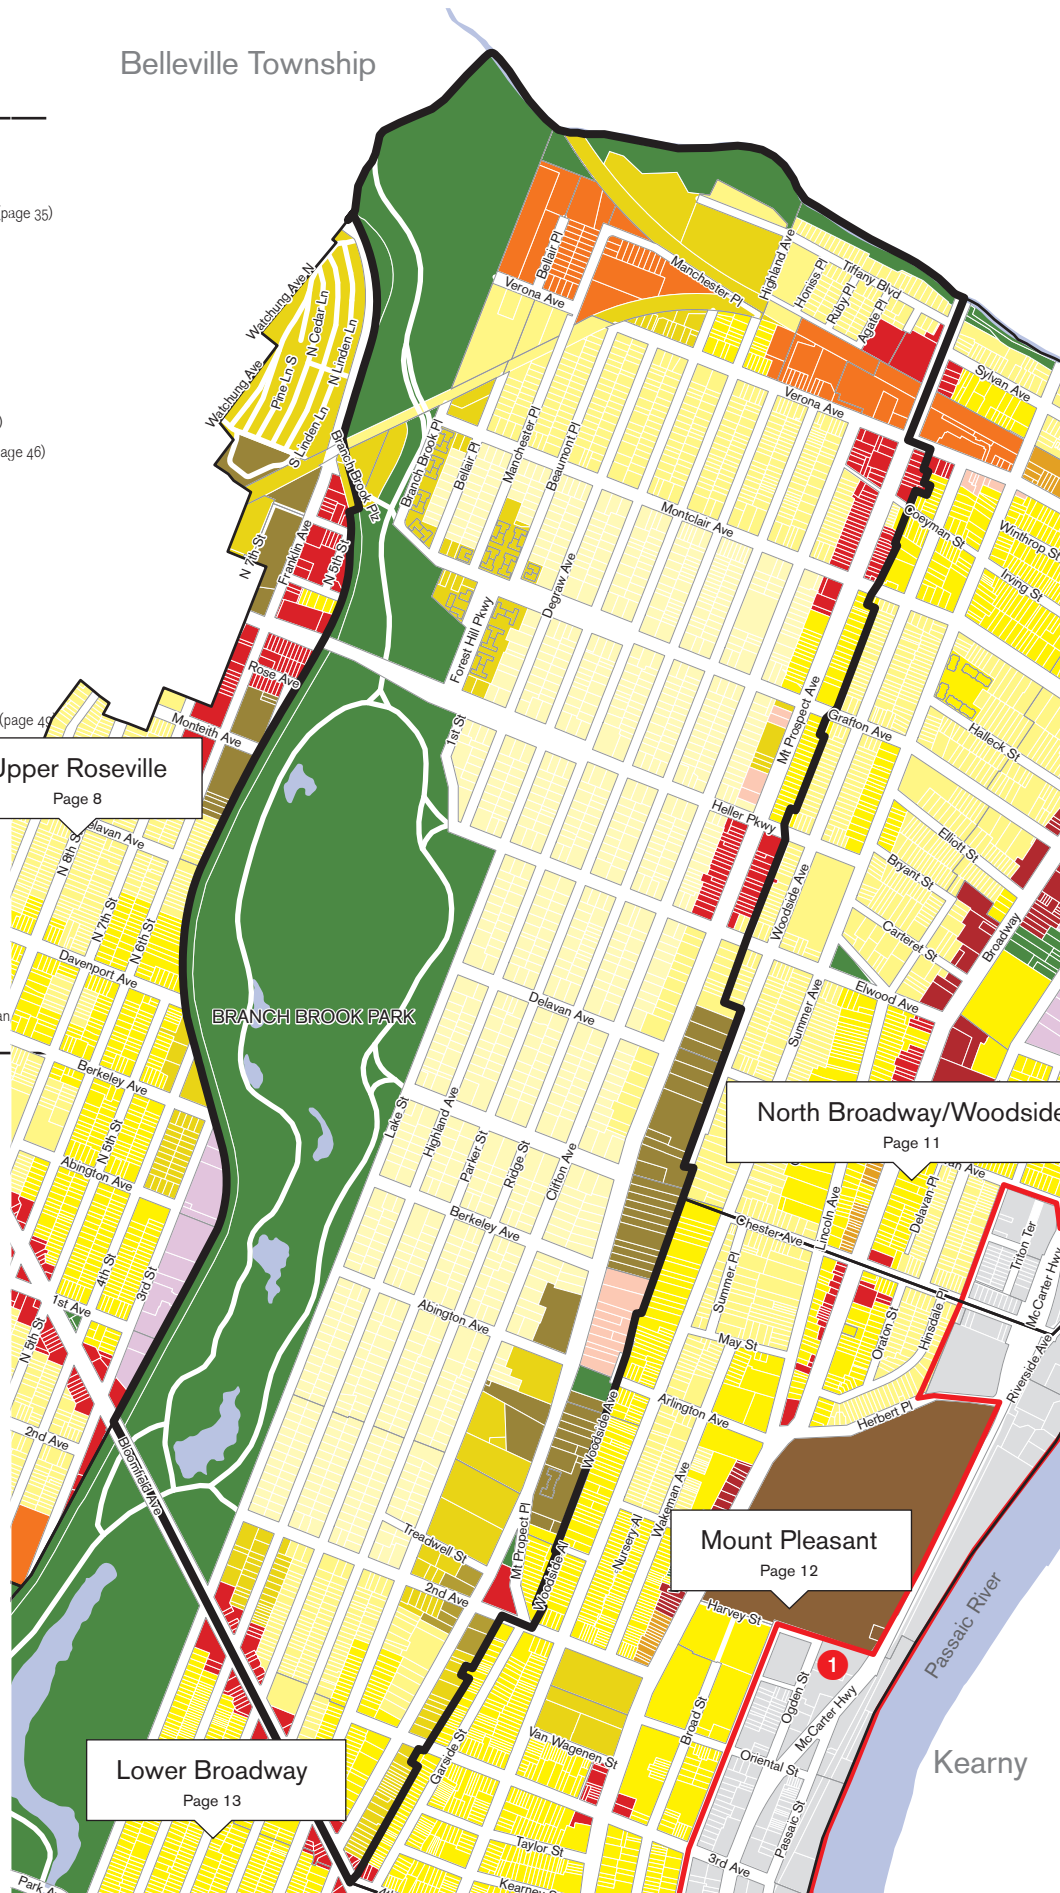 Belleville Township
(page 35)
)
age 46)
(page 49
Watchung Ave N
N Cedar Ln
N Linden Ln
Pine Ln S
Watchung Ave
S Linden Ln
Branch Brook Plz
Bellair Pl
Verona Ave
Manchester Pl
Highland Ave
Honiss Pl
Tiffany Blvd
Ruby Pl
Agate Pl
Sylvan Ave
Verona Ave
Branch Brook Pl
Bellair Pl
Manchester Pl
Beaumont Pl
Montclair Ave
Coeyman St
Winthrop St
Irving St
N 7th St
Franklin Ave
N 5th St
Degraw Ave
Forest Hill Pkwy
Rose Ave
Monteith Ave
1st St
Mt Prospect Ave
Grafton Ave
Halleck St
Upper Roseville
Page 8
elavan Ave
N 8th St
Heller Pkwy
Elliott St
Bryant St
Woodside Ave
Carteret St
Broadway
N 7th St
N 6th St
Davenport Ave
Elwood Ave
Summer Ave
Delavan Ave
BRANCH BROOK PARK
an
Berkeley Ave
Lake St
Highland Ave
Parker St
Ridge St
Clifton Ave
North Broadway/Woodside
Page 11
an Ave
N 5th St
Abington Ave
Berkeley Ave
Chester Ave
Lincoln Ave
Delavan Pl
Triton Ter
McCarter Hwy
4th St
3rd St
1st Ave
N 5th St
Abington Ave
Summer Pl
May St
Oraton St
Hinsdale Pl
Riverside Ave
Arlington Ave
Herbert Pl
2nd Ave
Bloomfield Ave
Woodside Ave
Wakeman Ave
Nursery Al
Mt Propect Pl
Treadwell St
2nd Ave
Woodside Al
Mount Pleasant
Page 12
Harvey St
1
Passaic River
Ogden St
McCarter Hwy
Broad St
Van Wagenen St
Garside St
Oriental St
Kearny
Lower Broadway
Page 13
Passaic St
Taylor St
3rd Ave
Kearney S
Park A